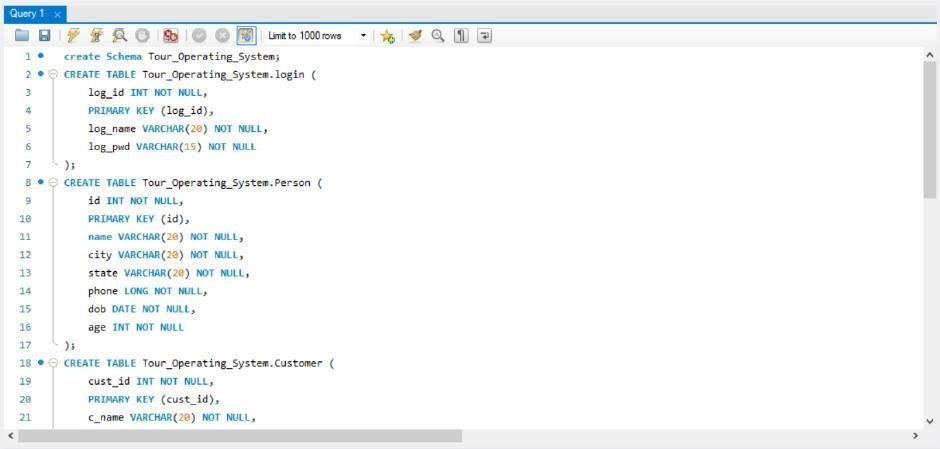 Query 1
Limit to 1000 rows
1 create Schema Tour_Operating_System;
2 CREATE TABLE Tour_Operating_System.login (
3 log_id INT NOT NULL,
4 PRIMARY KEY (log_id),
5 log_name VARCHAR(20) NOT NULL,
6 log_pwd VARCHAR(15) NOT NULL
7 );
8 CREATE TABLE Tour_Operating_System.Person (
9 id INT NOT NULL,
10 PRIMARY KEY (id),
11 name VARCHAR(20) NOT NULL,
12 city VARCHAR(20) NOT NULL,
13 state VARCHAR(20) NOT NULL,
14 phone LONG NOT NULL,
15 dob DATE NOT NULL,
16 age INT NOT NULL
17 );
18 CREATE TABLE Tour_Operating_System.Customer (
19 cust_id INT NOT NULL,
20 PRIMARY KEY (cust_id),
21 c_name VARCHAR(20) NOT NULL,